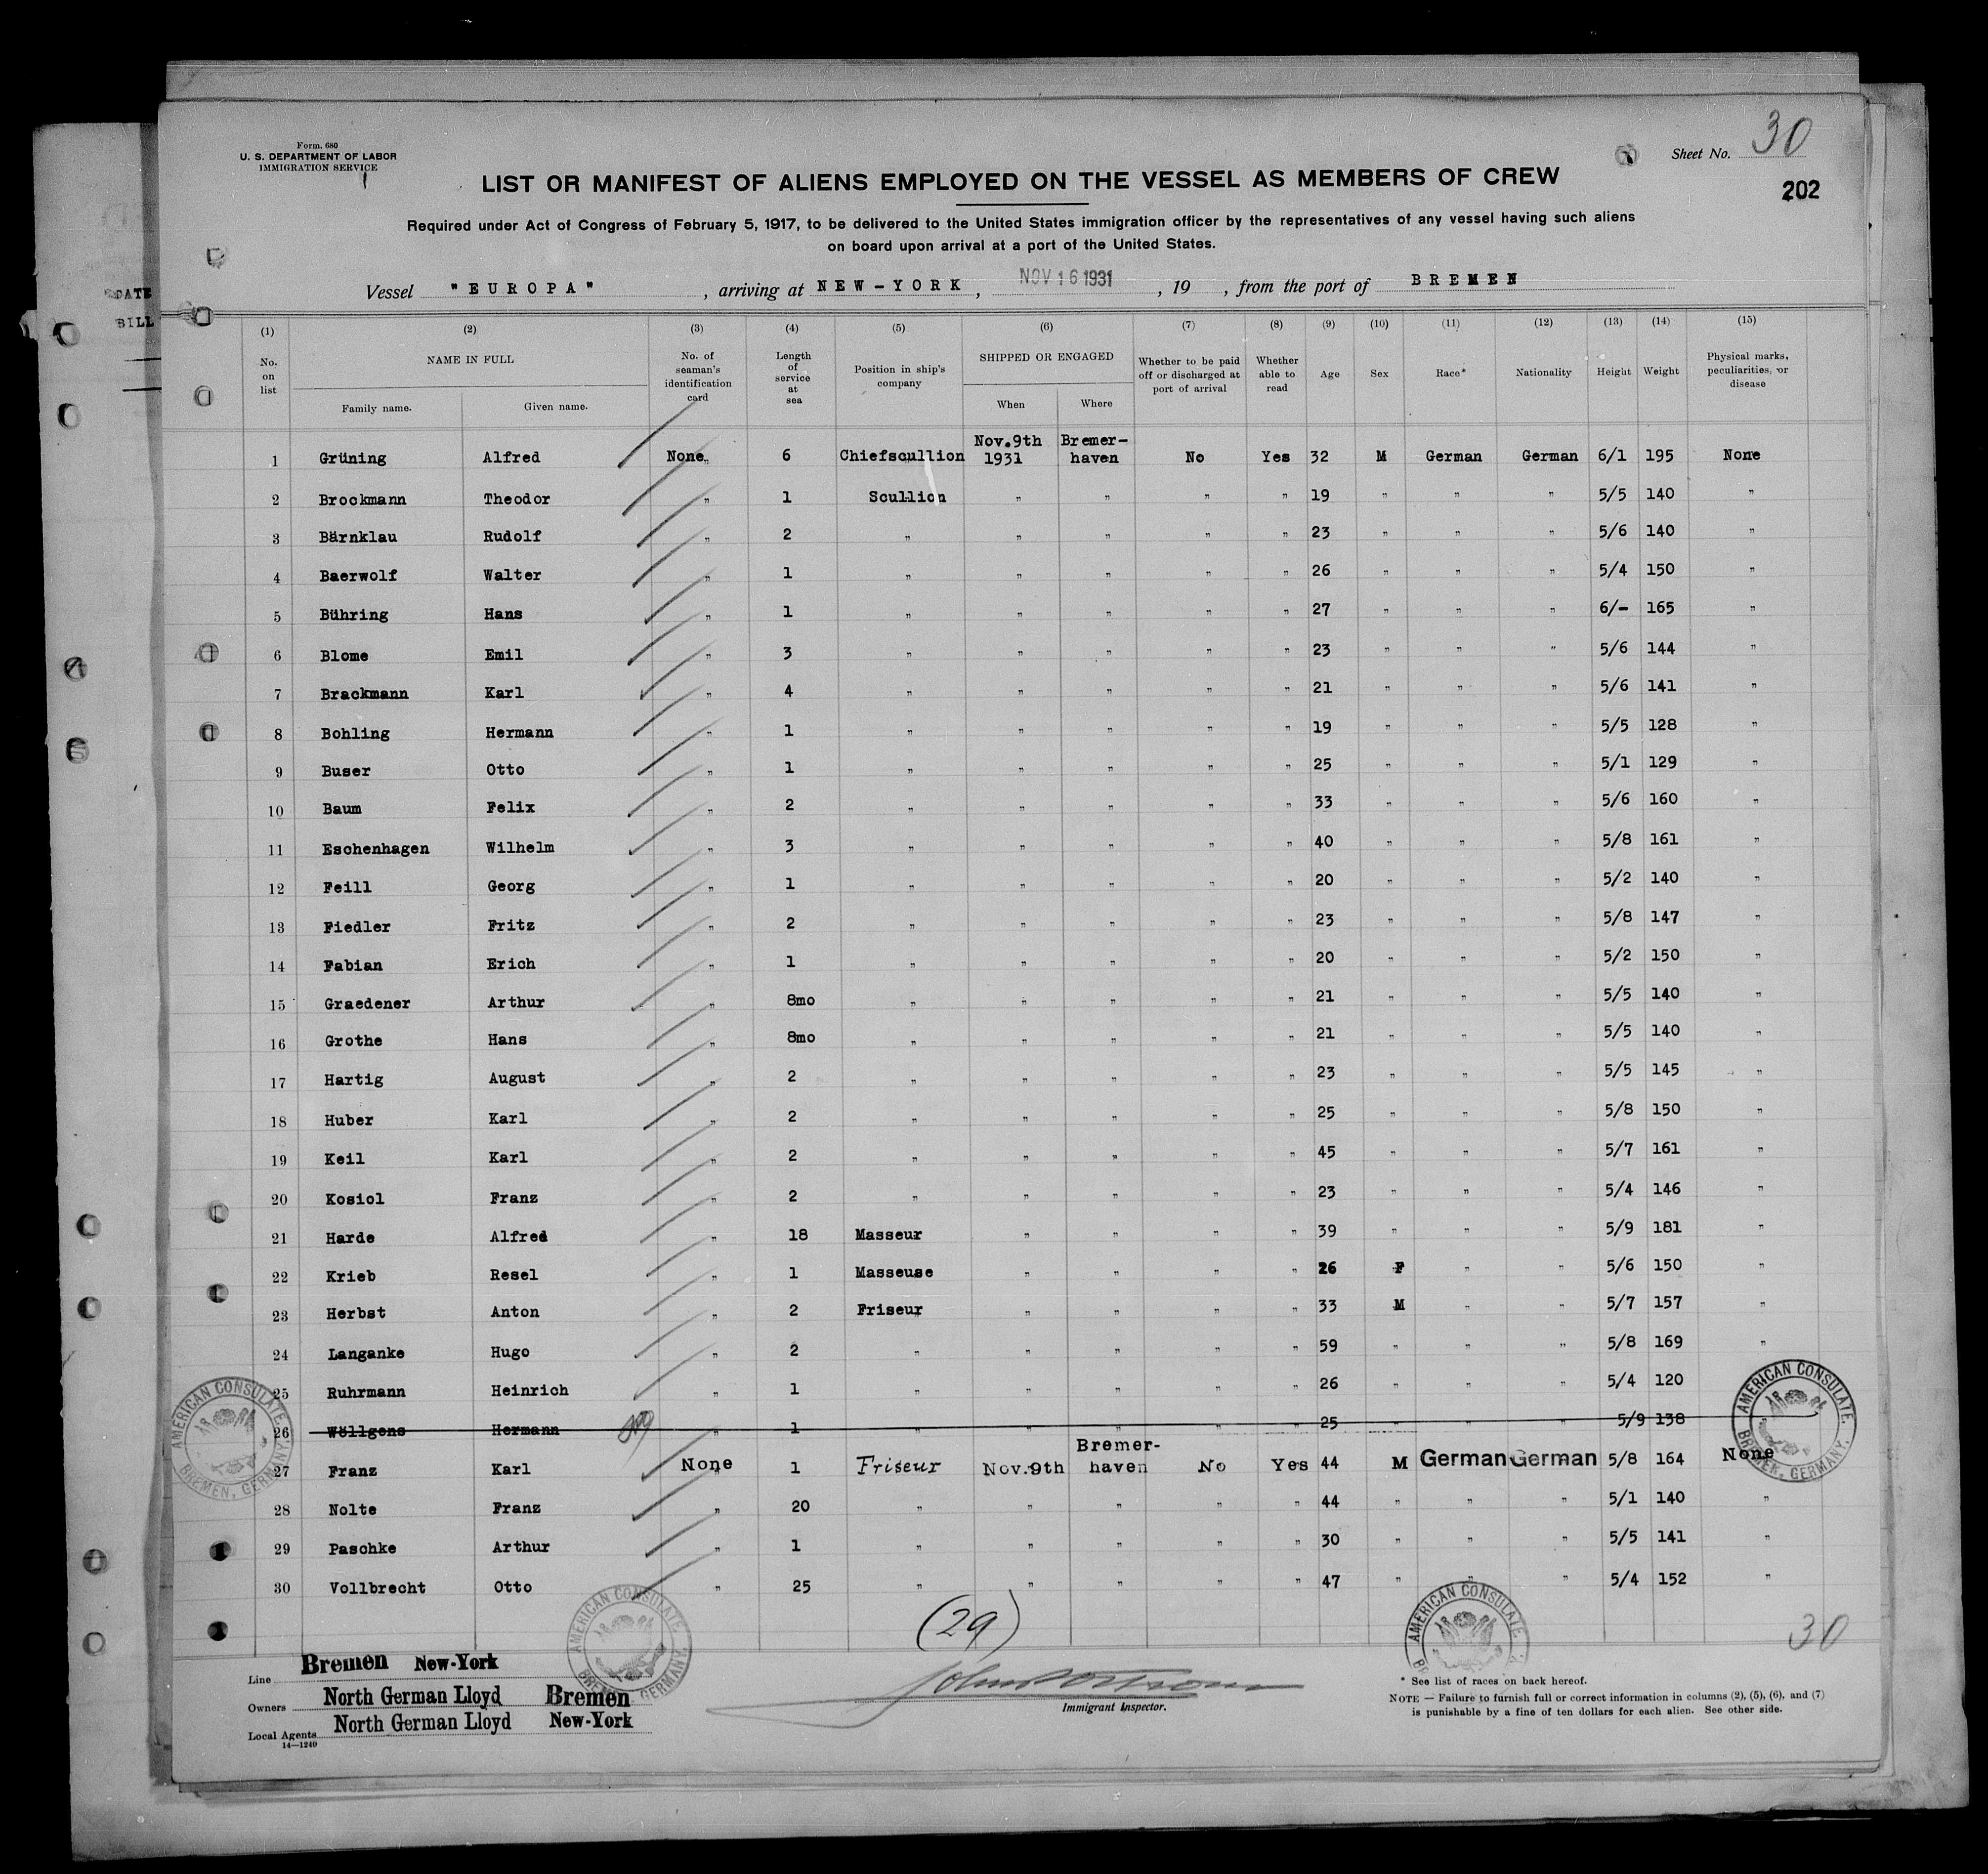 Form. 680
U. S. DEPARTMENT OF LABOR
IMMIGRATION SERVICE
Sheet No. 30
202
LIST OR MANIFEST OF ALIENS EMPLOYED ON THE VESSEL AS MEMBERS OF CREW
Required under Act of Congress of February 5, 1917, to be delivered to the United States immigration officer by the representatives of any vessel having such aliens
on board upon arrival at a port of the United States.
Vessel "EUROPA", arriving at NEW-YORK, NOV 16 1931, 19 , from the port of BREMEN
DATE
BILL
(1) (2) (3) (4) (5) (6) (7) (8) (9) (10) (11) (12) (13) (14) (15)
No. on list
NAME IN FULL
Family name. Given name.
No. of seaman's identification card
Length of service at sea
Position in ship's company
SHIPPED OR ENGAGED
When Where
Whether to be paid off or discharged at port of arrival
Whether able to read
Age
Sex
Race*
Nationality
Height
Weight
Physical marks, peculiarities, or disease
1 Grüning Alfred None 6 Chiefscullion Nov.9th 1931 Bremer-haven No Yes 32 M German German 6/1 195 None
2 Brockmann Theodor " 1 Scullion " " " " 19 " " " 5/5 140 "
3 Bärnklau Rudolf " 2 " " " " " 23 " " " 5/6 140 "
4 Baerwolf Walter " 1 " " " " " 26 " " " 5/4 150 "
5 Bühring Hans " 1 " " " " " 27 " " " 6/- 165 "
6 Blome Emil " 3 " " " " " 23 " " " 5/6 144 "
7 Brackmann Karl " 4 " " " " " 21 " " " 5/6 141 "
8 Bohling Hermann " 1 " " " " " 19 " " " 5/5 128 "
9 Buser Otto " 1 " " " " " 25 " " " 5/1 129 "
10 Baum Felix " 2 " " " " " 33 " " " 5/6 160 "
11 Eschenhagen Wilhelm " 3 " " " " " 40 " " " 5/8 161 "
12 Feill Georg " 1 " " " " " 20 " " " 5/2 140 "
13 Fiedler Fritz " 2 " " " " " 23 " " " 5/8 147 "
14 Fabian Erich " 1 " " " " " 20 " " " 5/2 150 "
15 Graedener Arthur " 8mo " " " " " 21 " " " 5/5 140 "
16 Grothe Hans " 8mo " " " " " 21 " " " 5/5 140 "
17 Hartig August " 2 " " " " " 23 " " " 5/5 145 "
18 Huber Karl " 2 " " " " " 25 " " " 5/8 150 "
19 Keil Karl " 2 " " " " " 45 " " " 5/7 161 "
20 Kosiol Franz " 2 " " " " " 23 " " " 5/4 146 "
21 Harde Alfred " 18 Masseur " " " " 39 " " " 5/9 181 "
22 Krieb Resel " 1 Masseuse " " " " 26 F " " 5/6 150 "
23 Herbst Anton " 2 Friseur " " " " 33 M " " 5/7 157 "
24 Langanke Hugo " 2 " " " " " 59 " " " 5/8 169 "
25 Ruhrmann Heinrich " 1 " " " " " 26 " " " 5/4 120 "
26 Wöllgens Hermann " 1 " " " " " 25 " " " 5/9 138
27 Franz Karl None 1 Friseur Nov.9th Bremer-haven No Yes 44 M German German 5/8 164 None
28 Nolte Franz " 20 " " " " " 44 " " " 5/1 140 "
29 Paschke Arthur " 1 " " " " " 30 " " " 5/5 141 "
30 Vollbrecht Otto " 25 " " " " " 47 " " " 5/4 152 "
AMERICAN CONSULATE. BREMEN, GERMANY.
AMERICAN CONSULATE. BREMEN, GERMANY.
AMERICAN CONSULATE. BREMEN, GERMANY.
AMERICAN CONSULATE.
(29)
30
Line Bremen New-York
Owners North German Lloyd Bremen
Local Agents North German Lloyd New-York
14—1240
Immigrant Inspector.
* See list of races on back hereof.
NOTE — Failure to furnish full or correct information in columns (2), (5), (6), and (7)
is punishable by a fine of ten dollars for each alien. See other side.